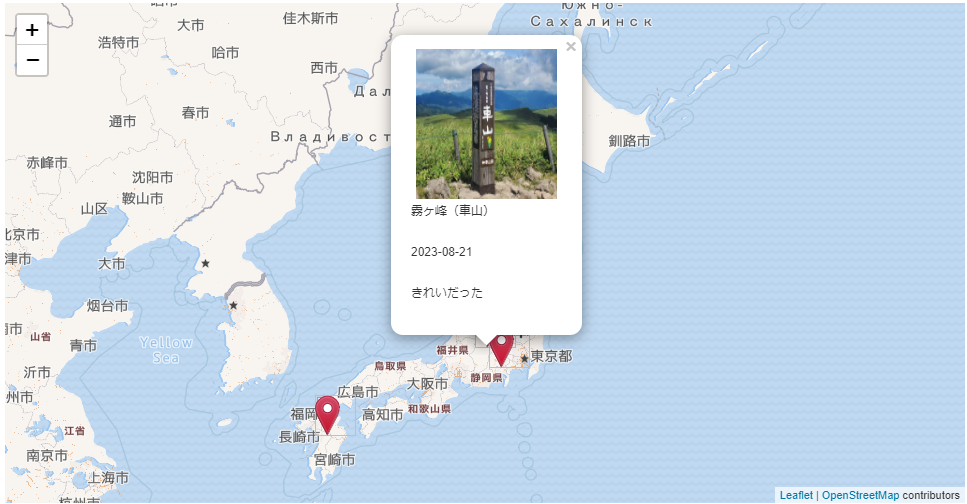 +
−
佳木斯市
大市
浩特市
哈市
西市
Южно-
Сахалинск
Дал
通市
春市
Владивост
赤峰市
沈阳市
鞍山市
山区
北京市
津市
大市
烟台市
山省
青市
沂市
州市
江省
南京市
上海市
杭州市
Yellow
Sea
釧路市
×
車山
霧ケ峰（車山）
2023-08-21
きれいだった
福井県
東京都
静岡県
鳥取県
大阪市
広島市
和歌山県
高知市
福岡
長崎市
宮崎市
Leaflet | OpenStreetMap contributors